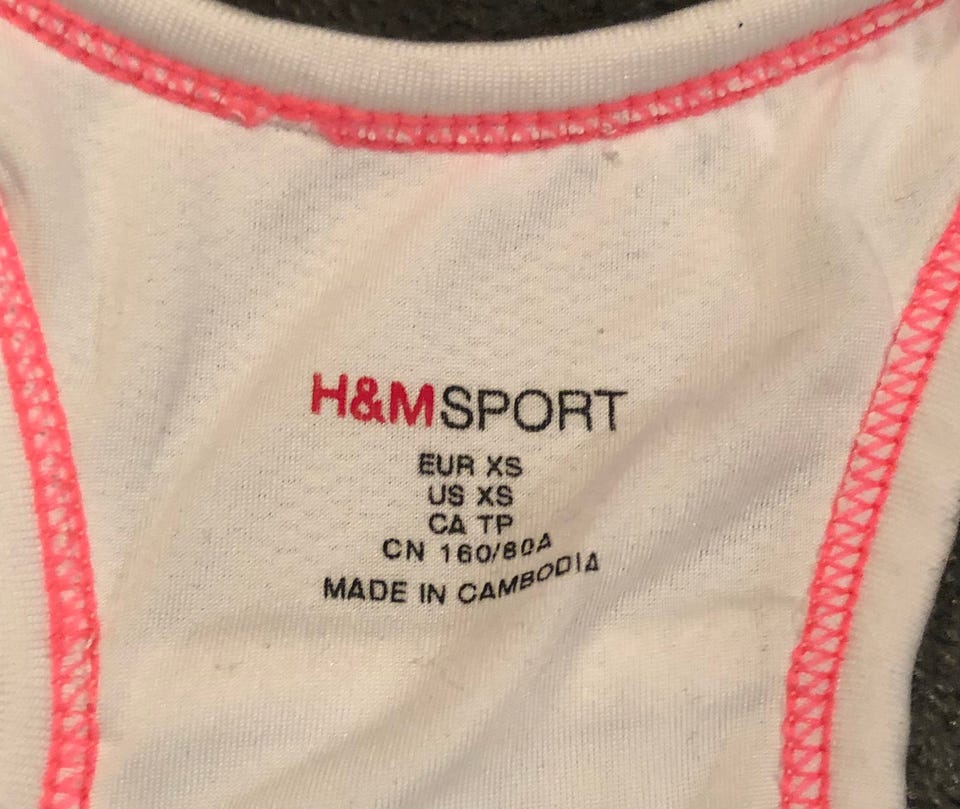 H&MSPORT
EUR XS
US XS
CA TP
CN 160/80A
MADE IN CAMBODIA